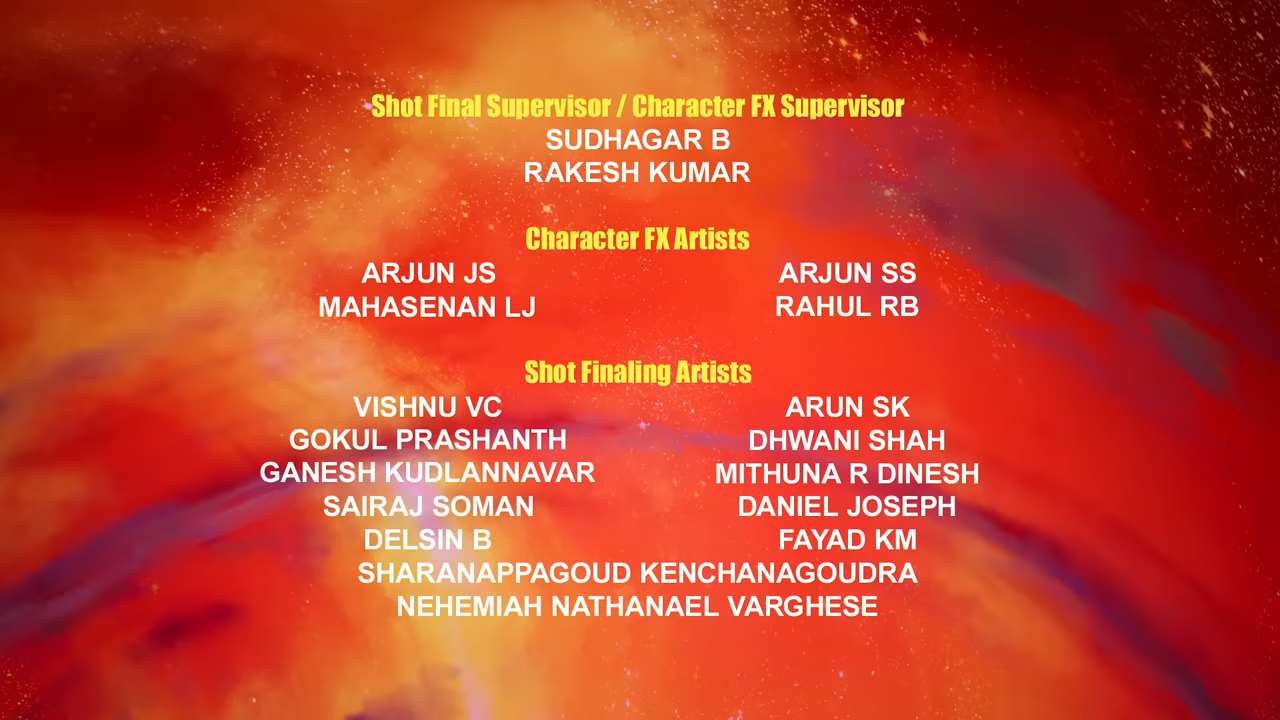 Shot Final Supervisor / Character FX Supervisor
SUDHAGAR B
RAKESH KUMAR
Character FX Artists
ARJUN JS ARJUN SS
MAHASENAN LJ RAHUL RB
Shot Finaling Artists
VISHNU VC ARUN SK
GOKUL PRASHANTH DHWANI SHAH
GANESH KUDLANNAVAR MITHUNA R DINESH
SAIRAJ SOMAN DANIEL JOSEPH
DELSIN B FAYAD KM
SHARANAPPAGOUD KENCHANAGOUDRA
NEHEMIAH NATHANAEL VARGHESE